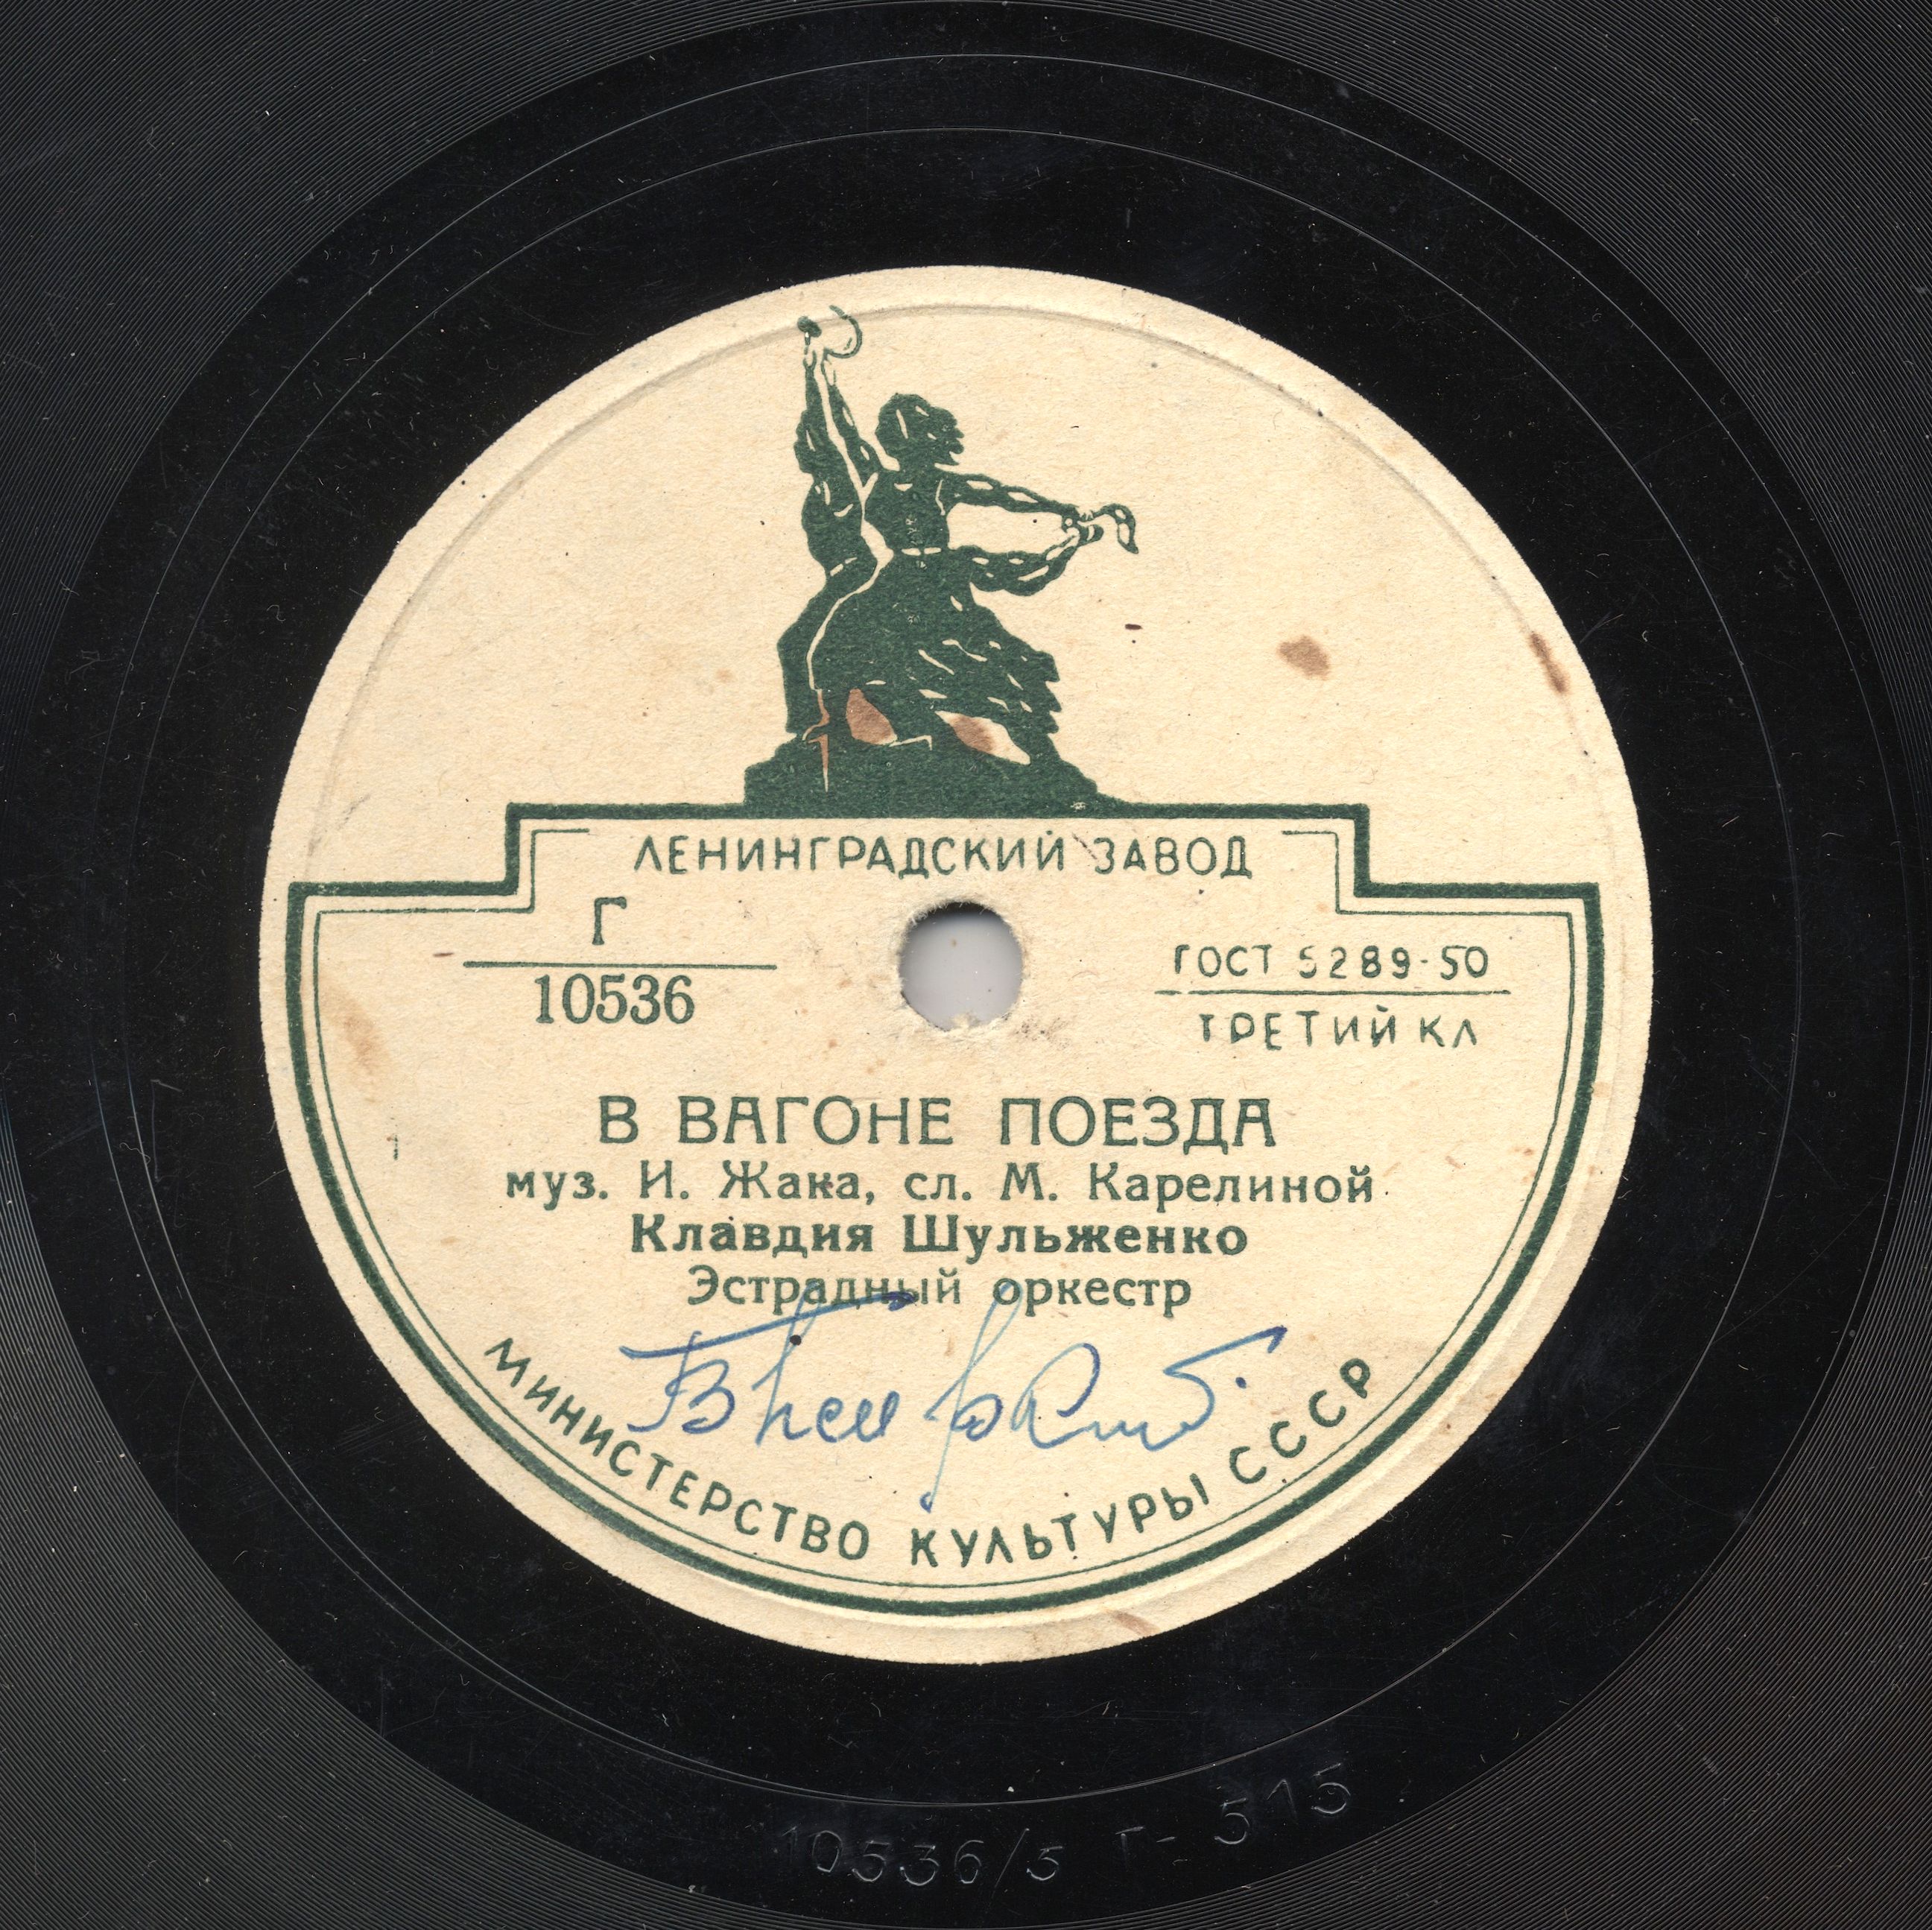 ЛЕНИНГРАДСКИЙ ЗАВОД
Г
10536
ГОСТ 5289-50
ТРЕТИЙ КЛ
В ВАГОНЕ ПОЕЗДА
муз. И. Жака, сл. М. Карелиной
Клавдия Шульженко
Эстрадный оркестр
МИНИСТЕРСТВО КУЛЬТУРЫ СССР
10536/3 Г-515